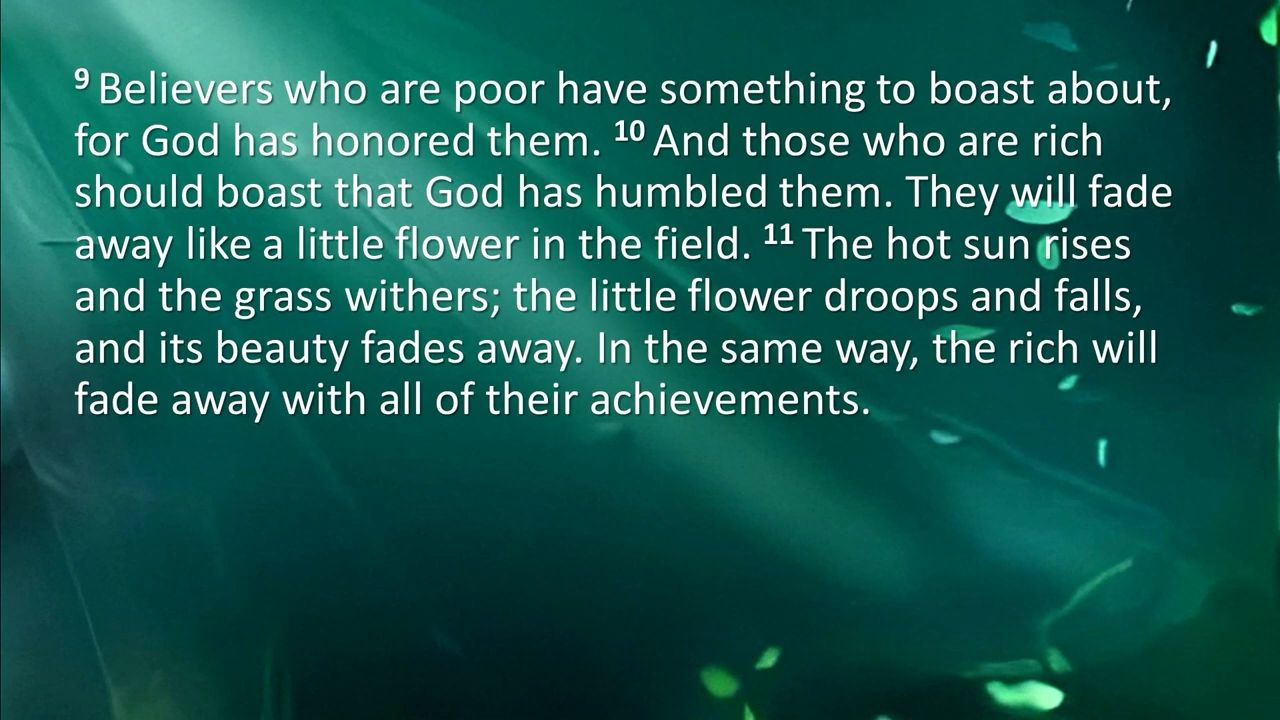 9 Believers who are poor have something to boast about,
for God has honored them. 10 And those who are rich
should boast that God has humbled them. They will fade
away like a little flower in the field. 11 The hot sun rises
and the grass withers; the little flower droops and falls,
and its beauty fades away. In the same way, the rich will
fade away with all of their achievements.